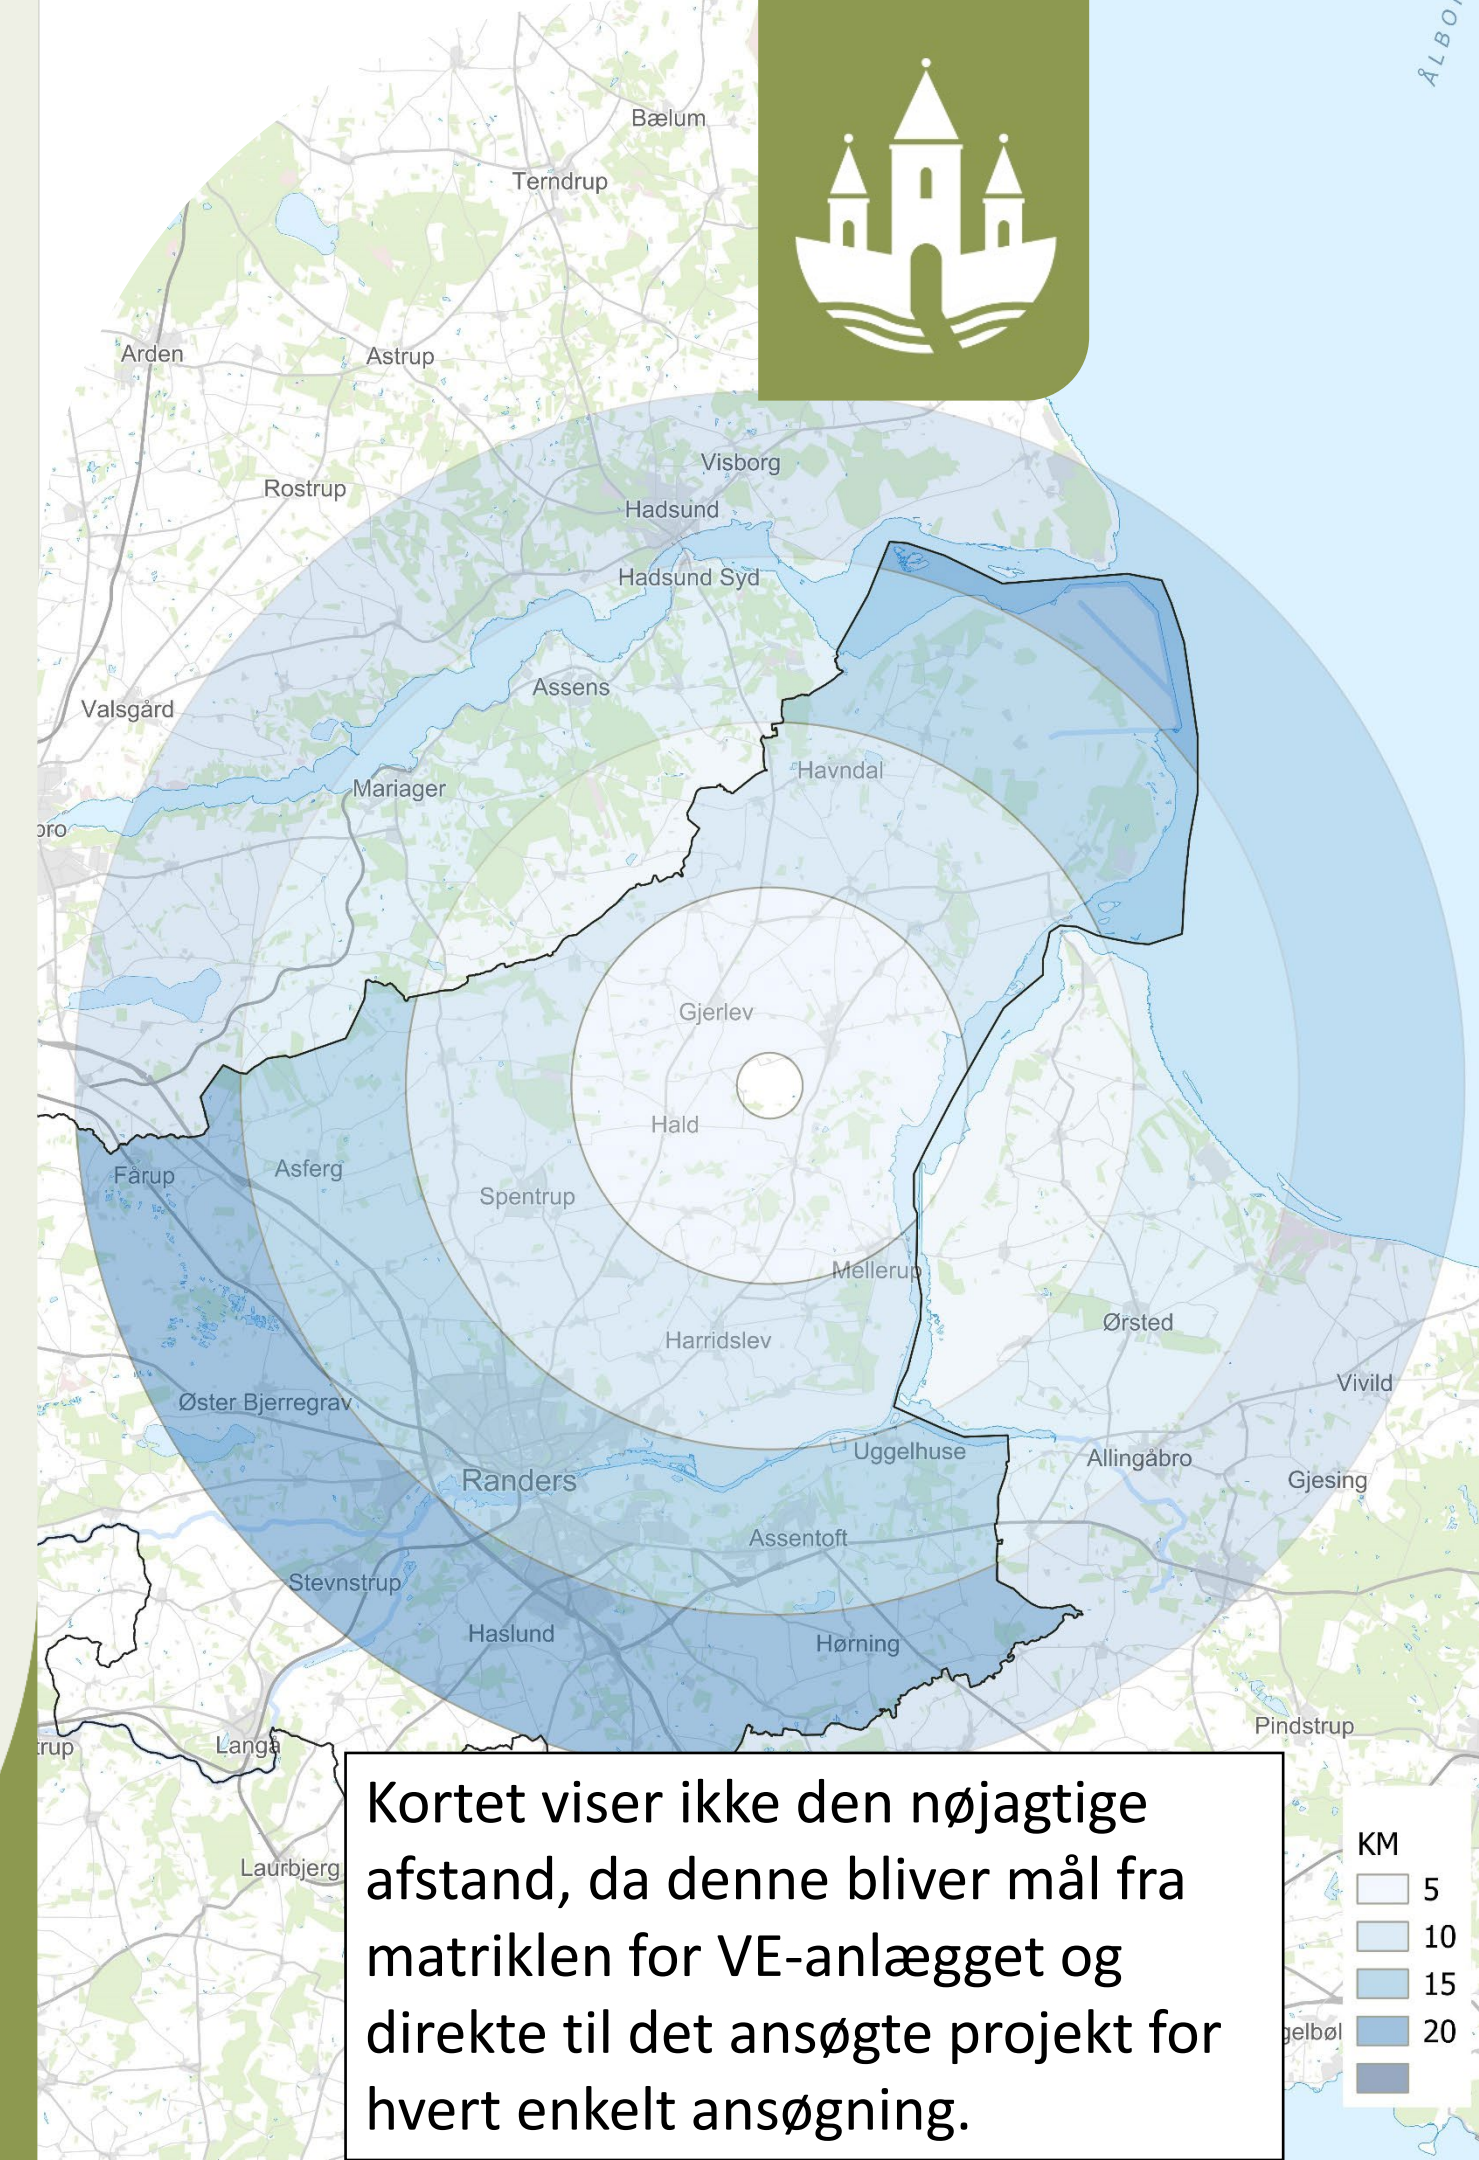 ÅLBO
Bælum
Terndrup
Arden
Astrup
Visborg
Rostrup
Hadsund
Hadsund Syd
Assens
Valsgård
Havndal
Mariager
bro
Gjerlev
Hald
Fårup
Asferg
Spentrup
Mellerup
Ørsted
Harridslev
Vivild
Øster Bjerregrav
Uggelhuse
Allingåbro
Randers
Gjesing
Assentoft
Stevnstrup
Haslund
Hørning
Pindstrup
trup
Langå
Laurbjerg
Kortet viser ikke den nøjagtige
afstand, da denne bliver mål fra
matriklen for VE-anlægget og
direkte til det ansøgte projekt for
hvert enkelt ansøgning.
KM
5
10
15
20
gelbøl